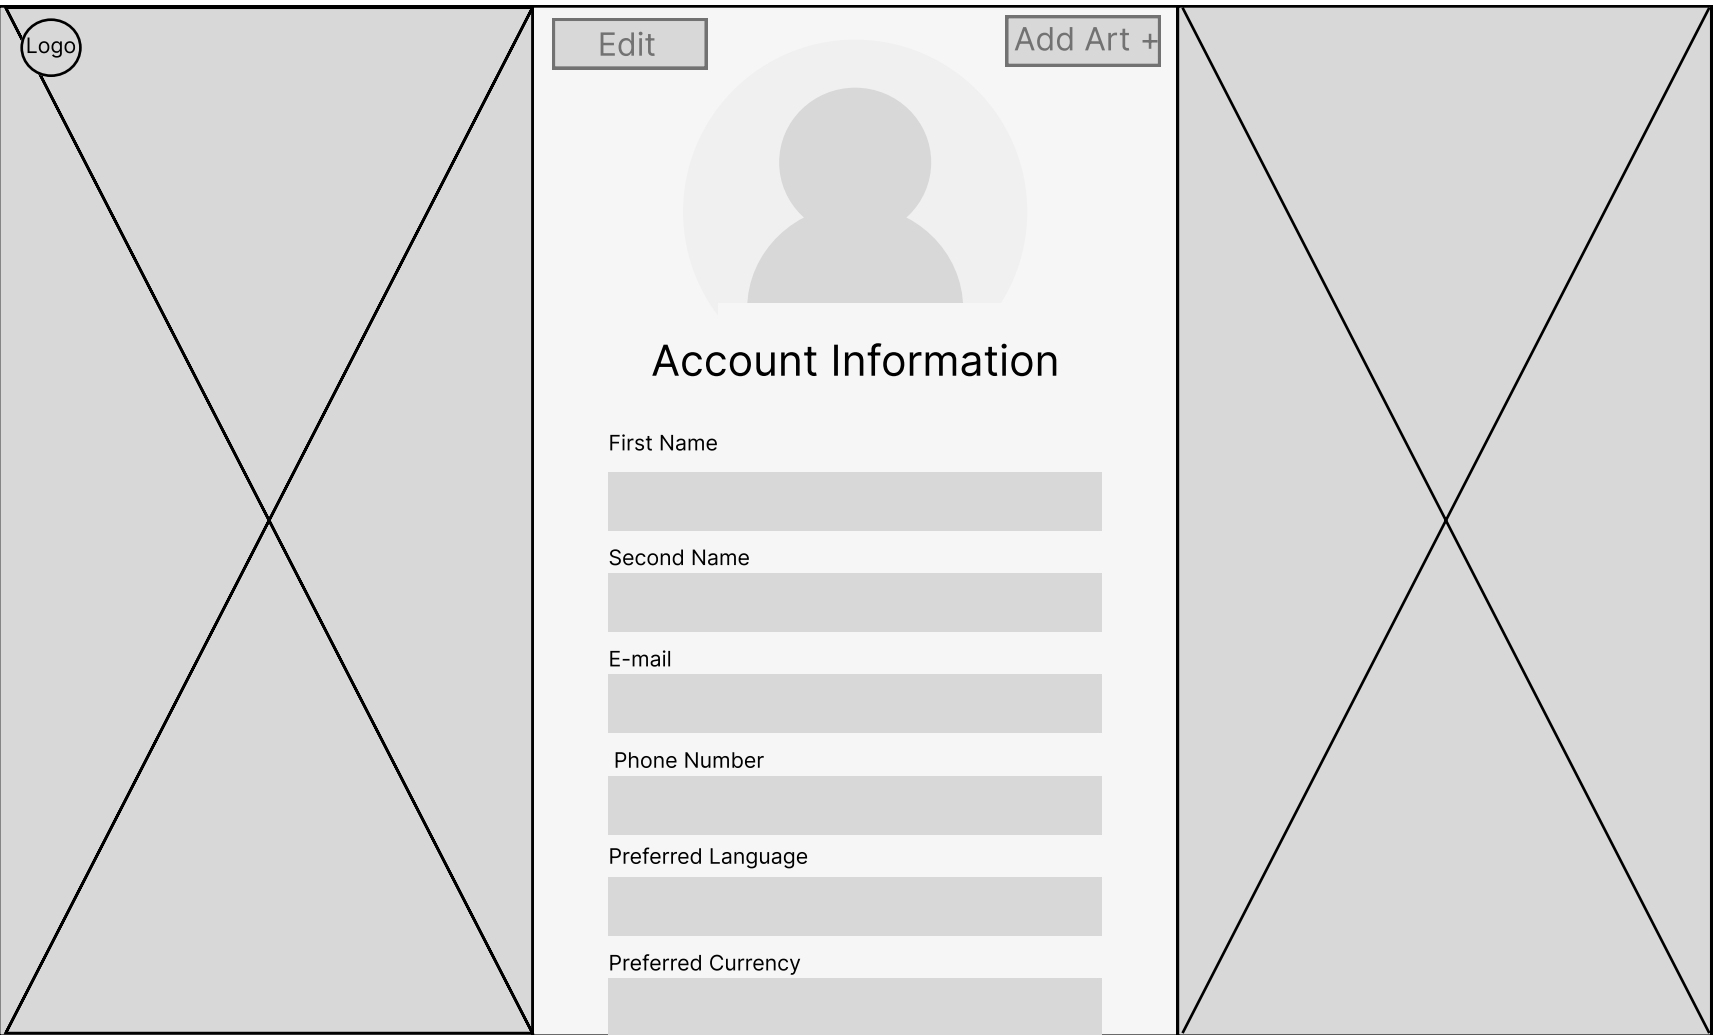 Logo
Edit
Add Art +
Account Information
First Name
Second Name
E-mail
Phone Number
Preferred Language
Preferred Currency